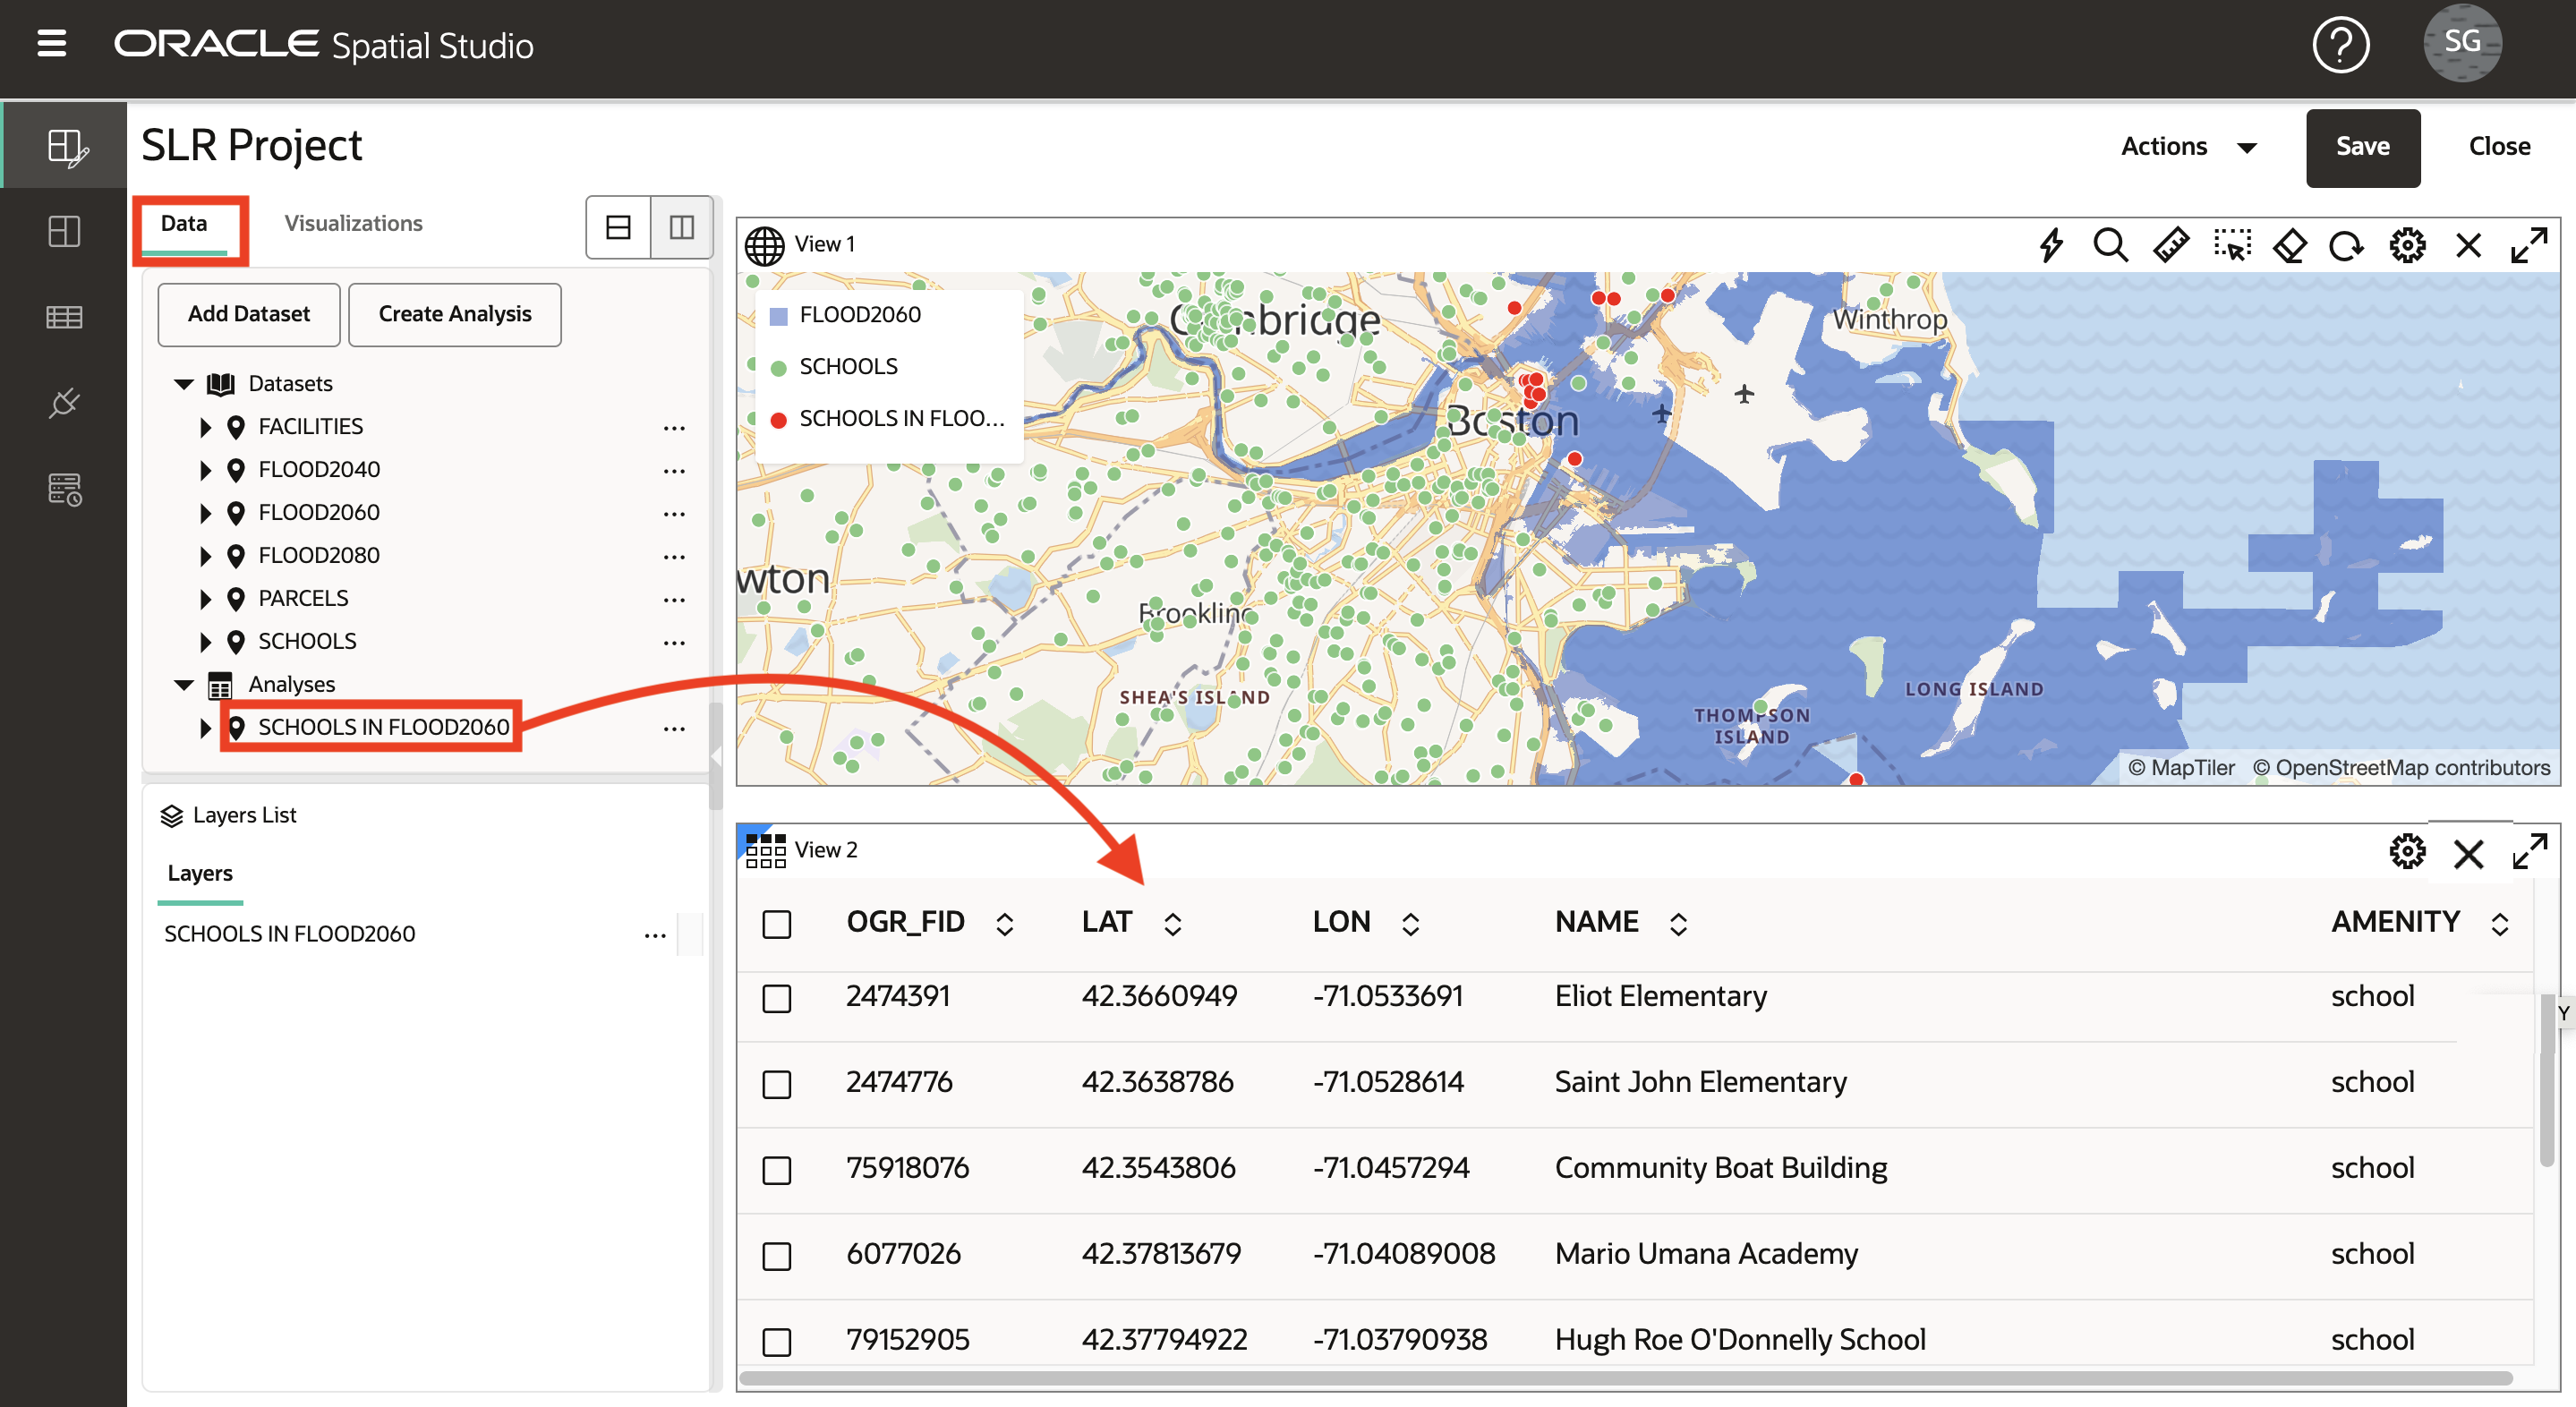 ORACLE Spatial Studio
?
SG
SLR Project
Actions
Save
Close
Data
Visualizations
Add Dataset
Create Analysis
Datasets
FACILITIES
FLOOD2040
FLOOD2060
FLOOD2080
PARCELS
SCHOOLS
Analyses
SCHOOLS IN FLOOD2060
Layers List
Layers
SCHOOLS IN FLOOD2060
View 1
FLOOD2060
SCHOOLS
SCHOOLS IN FLOO...
Cambridge
Winthrop
Boston
wton
Brookline
SHEA'S ISLAND
LONG ISLAND
THOMPSON
ISLAND
© MapTiler © OpenStreetMap contributors
View 2
OGR_FID LAT LON NAME AMENITY
2474391 42.3660949 -71.0533691 Eliot Elementary school
Y
2474776 42.3638786 -71.0528614 Saint John Elementary school
75918076 42.3543806 -71.0457294 Community Boat Building school
6077026 42.37813679 -71.04089008 Mario Umana Academy school
79152905 42.37794922 -71.03790938 Hugh Roe O'Donnelly School school